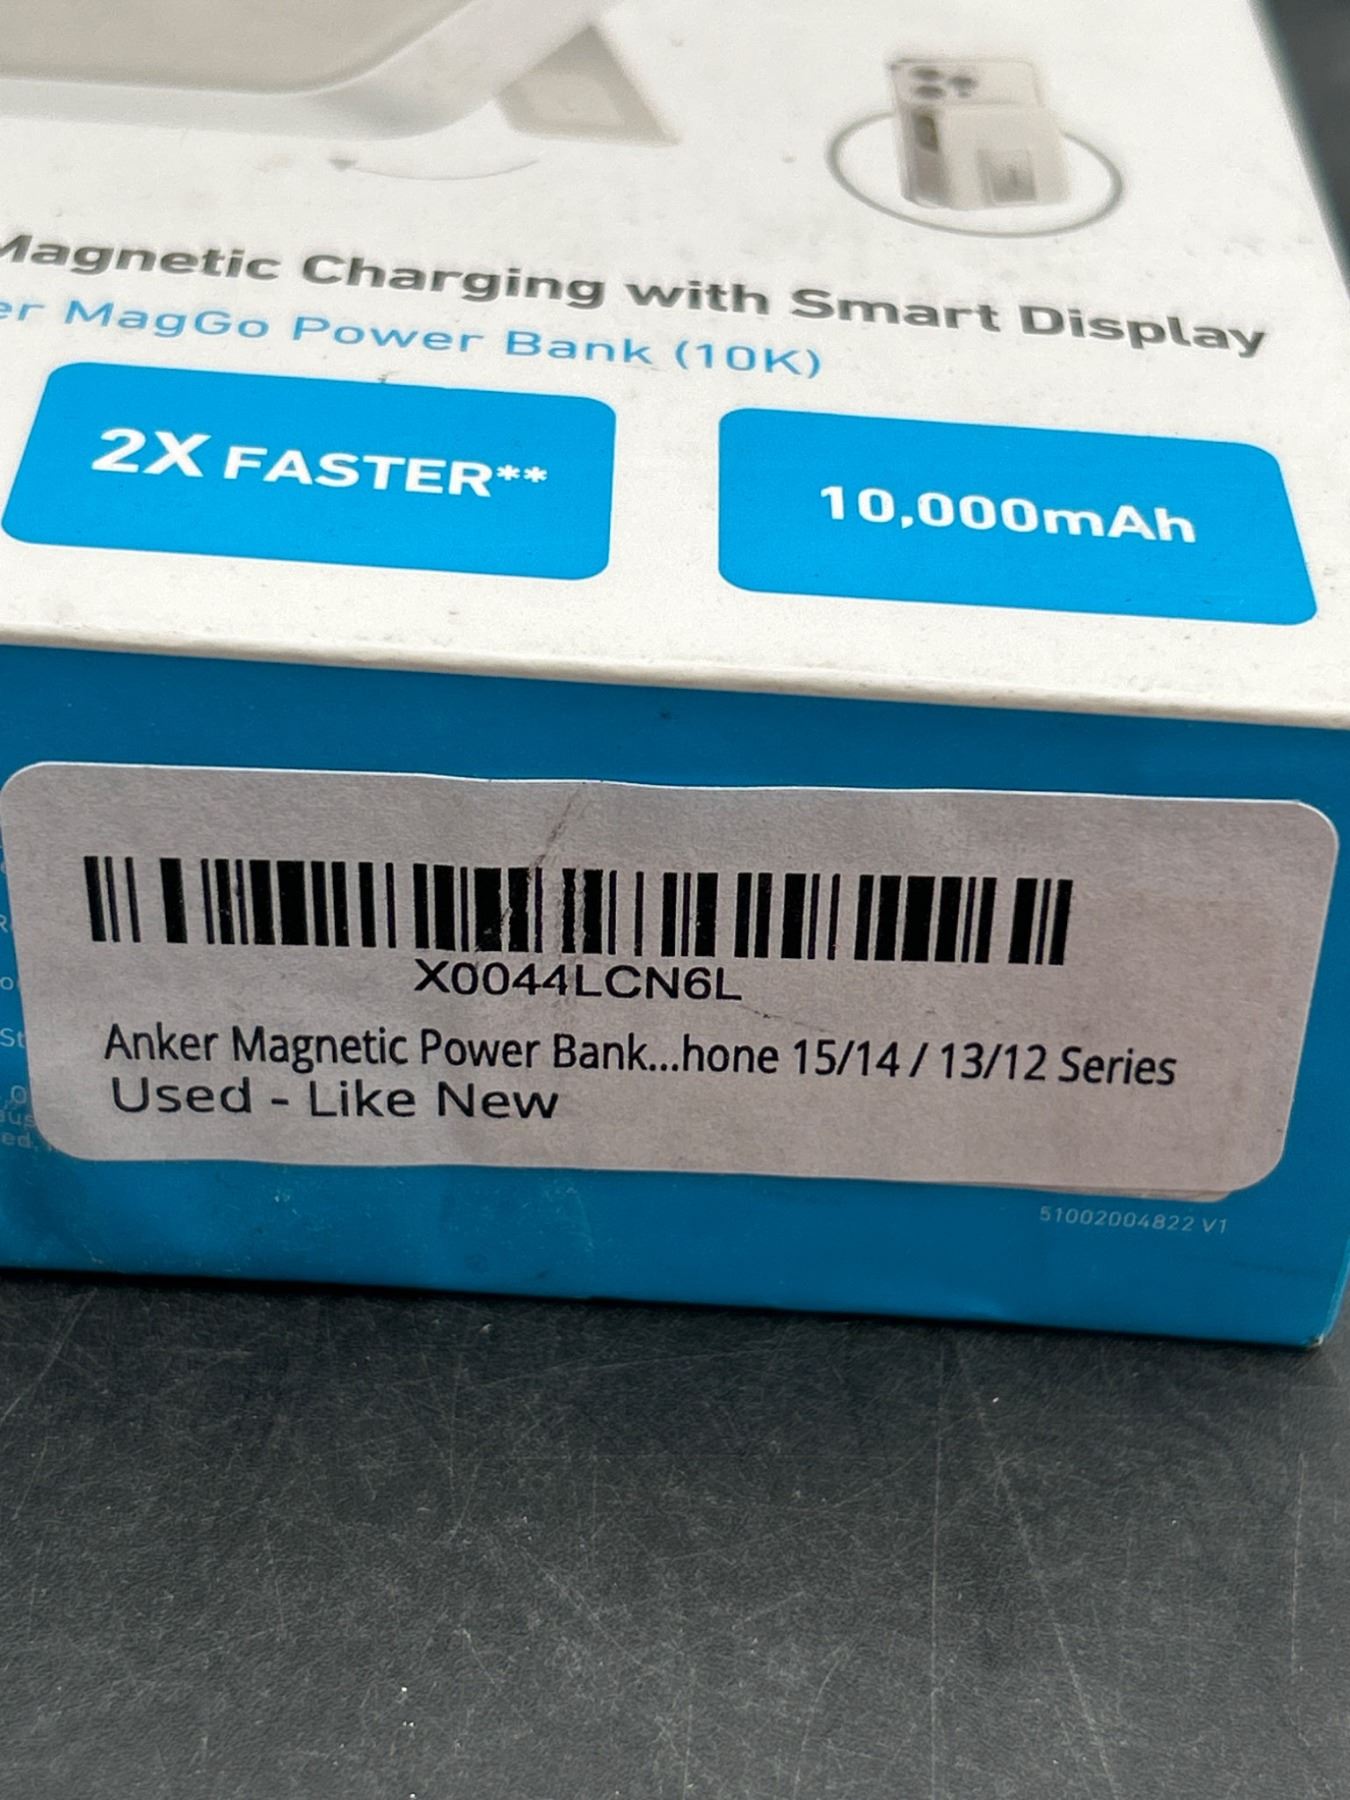 Magnetic Charging with Smart Display
er MagGo Power Bank (10K)
2X FASTER**
10,000mAh
X0044LCN6L
Anker Magnetic Power Bank...hone 15/14 / 13/12 Series
Used - Like New
51002004822 V1